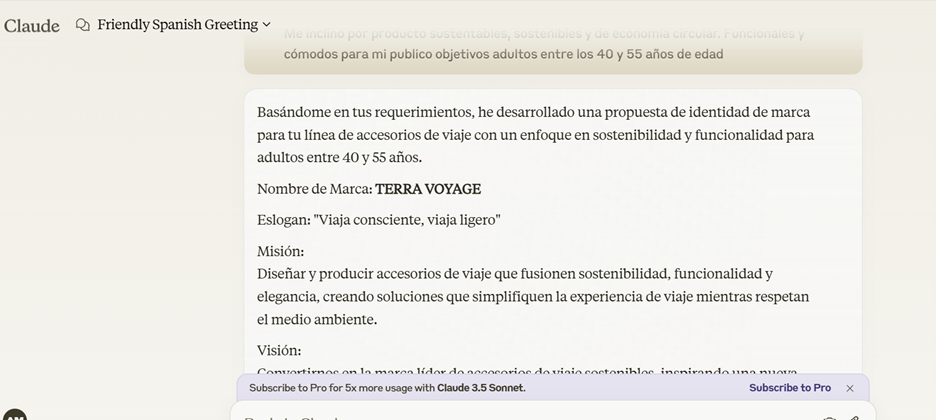 Claude
Friendly Spanish Greeting
Me inclino por producto sustentables, sostenibles y de economía circular. Funcionales y
cómodos para mi publico objetivos adultos entre los 40 y 55 años de edad
Basándome en tus requerimientos, he desarrollado una propuesta de identidad de marca
para tu línea de accesorios de viaje con un enfoque en sostenibilidad y funcionalidad para
adultos entre 40 y 55 años.
Nombre de Marca: TERRA VOYAGE
Eslogan: "Viaja consciente, viaja ligero"
Misión:
Diseñar y producir accesorios de viaje que fusionen sostenibilidad, funcionalidad y
elegancia, creando soluciones que simplifiquen la experiencia de viaje mientras respetan
el medio ambiente.
Visión:
Convertirnos en la marca líder de accesorios de viaje sostenibles, inspirando una nueva
Subscribe to Pro for 5x more usage with Claude 3.5 Sonnet.
Subscribe to Pro
AM